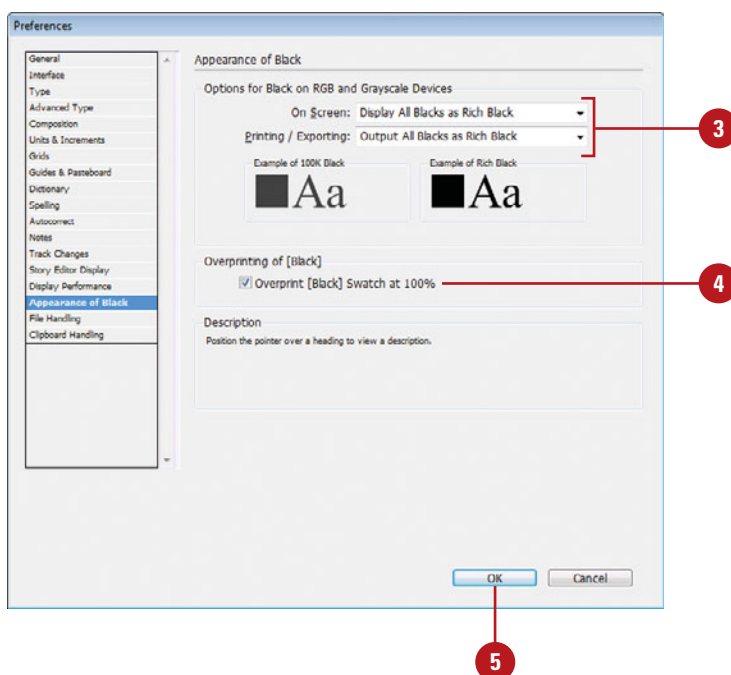 Preferences
General
Interface
Type
Advanced Type
Composition
Units & Increments
Grids
Guides & Pasteboard
Dictionary
Spelling
Autocorrect
Notes
Track Changes
Story Editor Display
Display Performance
Appearance of Black
File Handling
Clipboard Handling
Appearance of Black
Options for Black on RGB and Grayscale Devices
On Screen: Display All Blacks as Rich Black
Printing / Exporting: Output All Blacks as Rich Black
3
Example of 100K Black
Aa
Example of Rich Black
Aa
Overprinting of [Black]
Overprint [Black] Swatch at 100%
4
Description
Position the pointer over a heading to view a description.
OK
Cancel
5